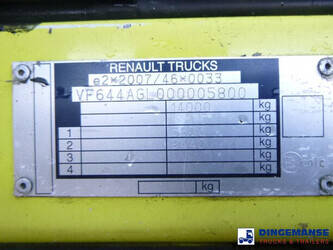 RENAULT TRUCKS
e2*2007/46*0033
VF644AGL000005800
14000 kg
kg
1 kg
2 kg
3 kg
4 kg
kg
DINGEMANSE
TRUCKS & TRAILERS